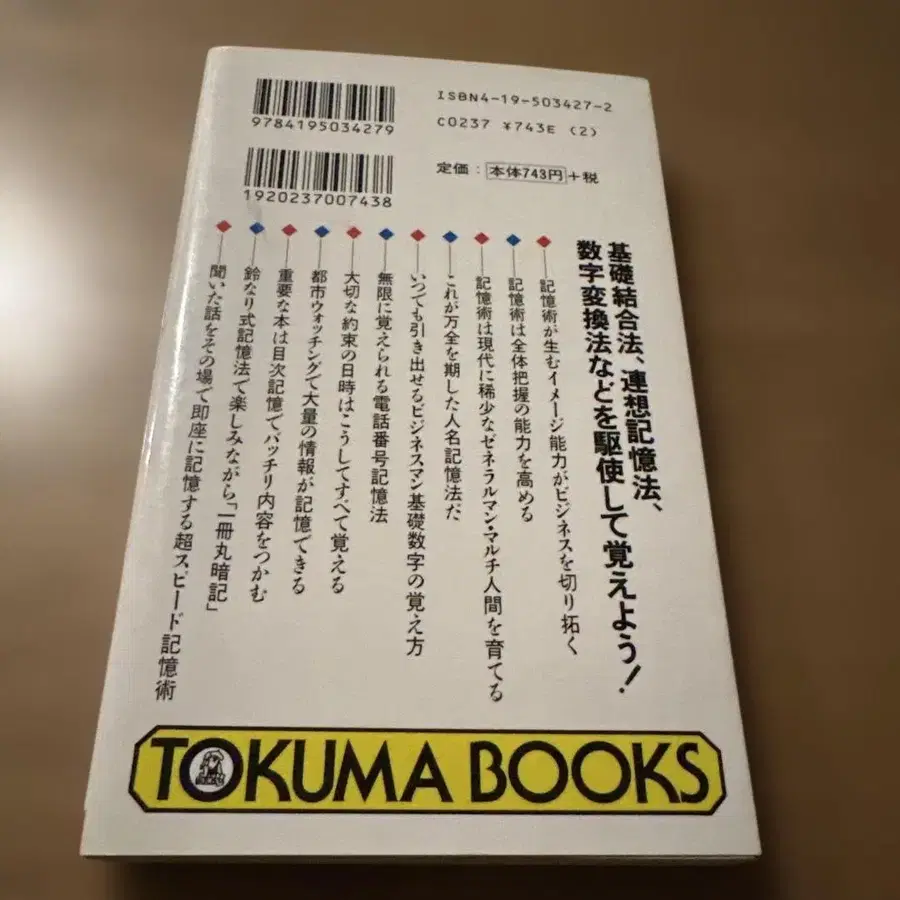 ISBN4-19-503427-2
9784195034279
C0237 ¥743E (2)
定価：本体743円+税
1920237007438
基礎結合法、連想記憶法、
数字変換法などを駆使して覚えよう！
記憶術が生むイメージ能力がビジネスを切り拓く
記憶術は全体把握の能力を高める
記憶術は現代に稀少なゼネラルマン・マルチ人間を育てる
これが万全を期した人名記憶法だ
いつでも引き出せるビジネスマン基礎数字の覚え方
無限に覚えられる電話番号記憶法
大切な約束の日時はこうしてすべて覚える
都市ウォッチングで大量の情報が記憶できる
重要な本は目次記憶でバッチリ内容をつかむ
鈴なり式記憶法で楽しみながら「一冊丸暗記」
聞いた話をその場で即座に記憶する超スピード記憶術
TOKUMA BOOKS